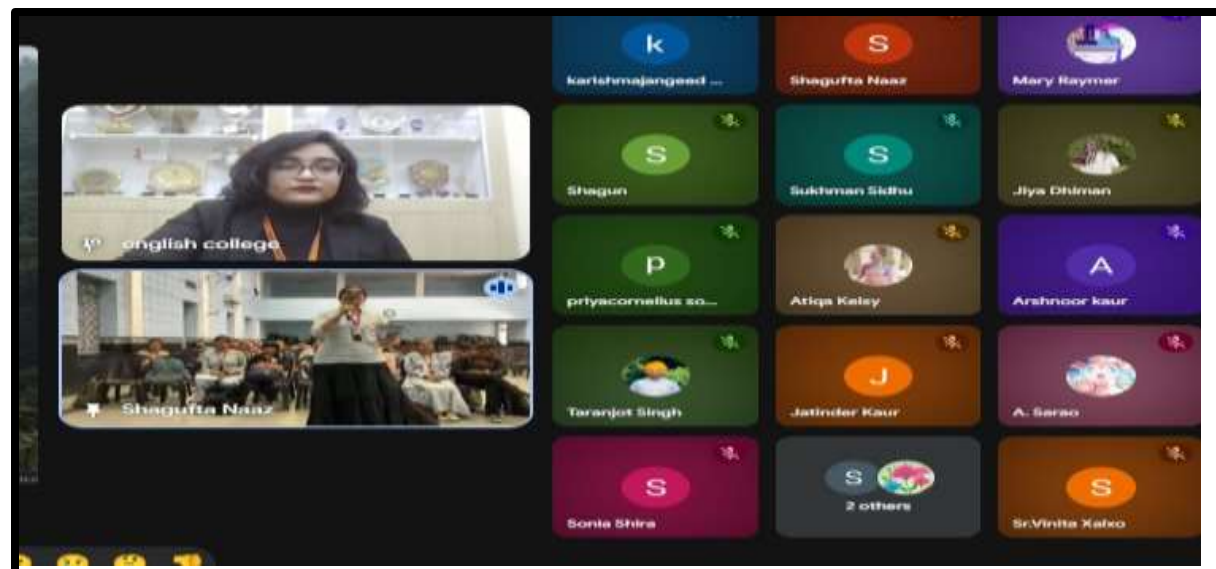 k
karishmajangeed ...
S
Shagufta Naaz
Mary Raymer
english college
S
Shagun
S
Sukhman Sidhu
Jiya Dhiman
Shagufta Naaz
p
priyacornelius so...
Atiqa Kelsy
A
Arshnoor kaur
Taranjot Singh
J
Jatinder Kaur
A. Sarao
S
Sonia Shira
S
2 others
S
Sr.Vinita Xalxo